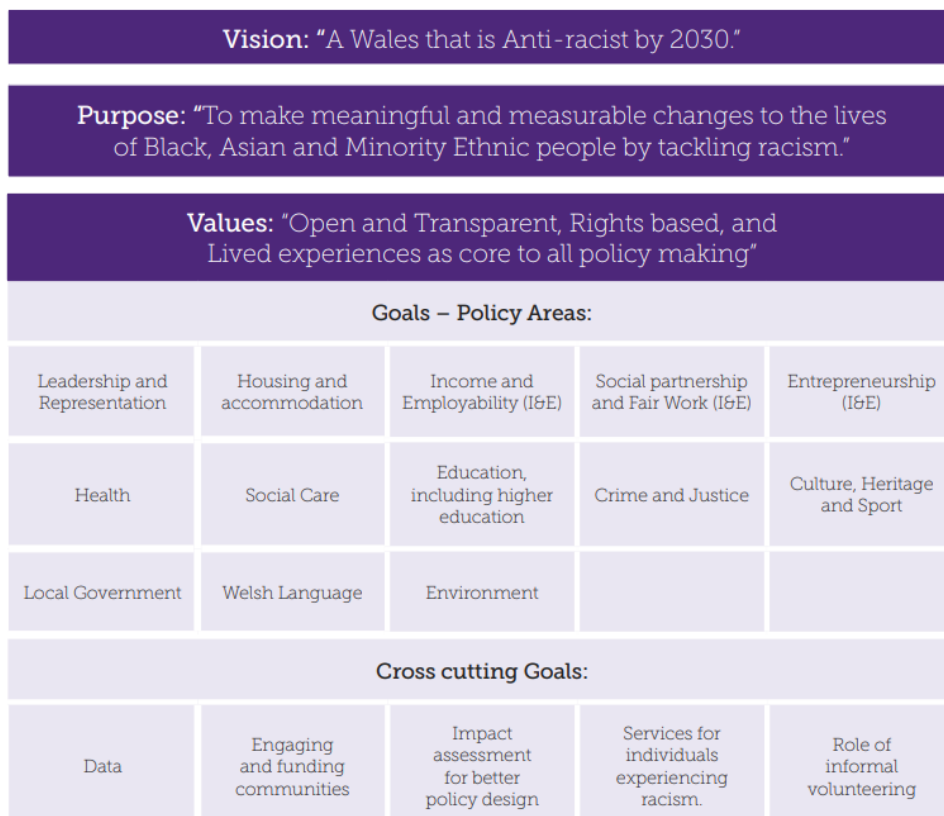 Vision: “A Wales that is Anti-racist by 2030.”
Purpose: “To make meaningful and measurable changes to the lives
of Black, Asian and Minority Ethnic people by tackling racism.”
Values: “Open and Transparent, Rights based, and
Lived experiences as core to all policy making”
Goals – Policy Areas:
Leadership and
Representation
Housing and
accommodation
Income and
Employability (I&E)
Social partnership
and Fair Work (I&E)
Entrepreneurship
(I&E)
Health
Social Care
Education,
including higher
education
Crime and Justice
Culture, Heritage
and Sport
Local Government
Welsh Language
Environment
Cross cutting Goals:
Data
Engaging
and funding
communities
Impact
assessment
for better
policy design
Services for
individuals
experiencing
racism.
Role of
informal
volunteering